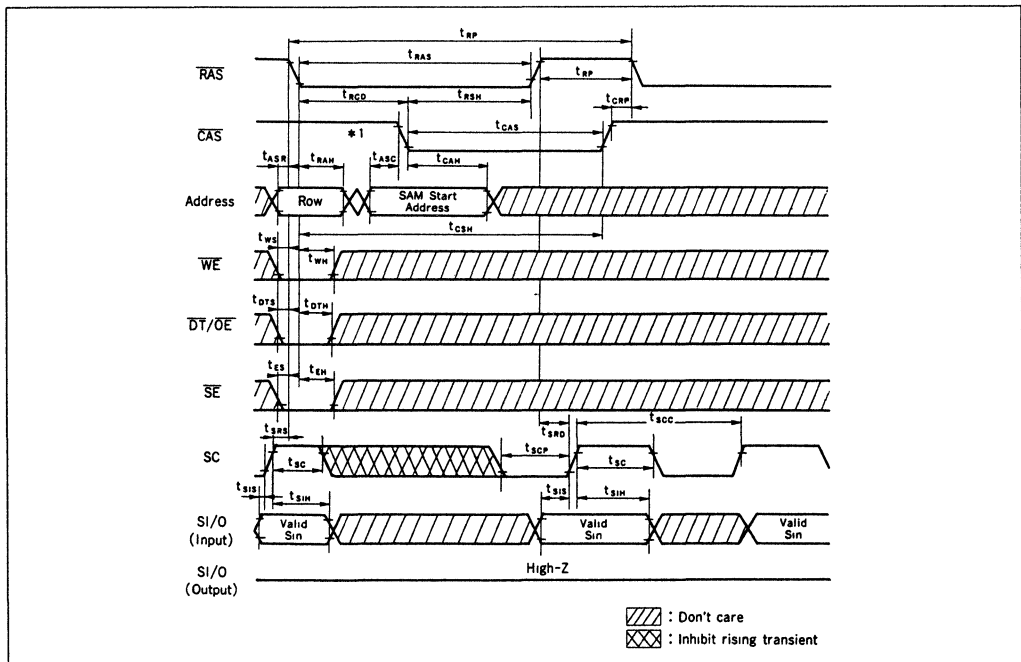 tRP
tRAS
RAS
tRP
tRCD
tRSH
tCRP
CAS
*1
tCAS
tASR
tRAH
tASC
tCAH
Address
Row
SAM Start
Address
tCSH
tWS
tWH
WE
tDTS
tDTH
DT/OE
tES
tEH
SE
tSRS
tSRD
tSCC
SC
tSC
tSCP
tSC
tSIS
tSIH
tSIS
tSIH
SI/O
(Input)
Valid
Sin
Valid
Sin
Valid
Sin
SI/O
(Output)
High-Z
: Don't care
: Inhibit rising transient